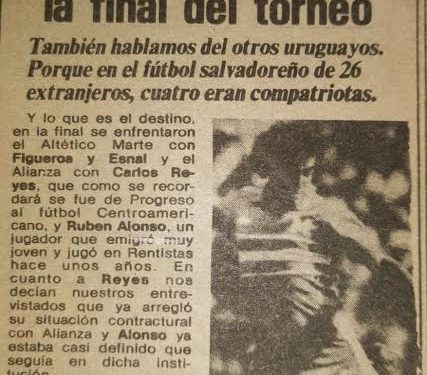 la final del torneo
También hablamos del otros uruguayos.
Porque en el fútbol salvadoreño de 26
extranjeros, cuatro eran compatriotas.
Y lo que es el destino,
en la final se enfrentaron
el Altético Marte con
Figueroa y Esnal y el
Alianza con Carlos Re-
yes, que como se recor-
dará se fue de Progreso
al fútbol Centroameri-
cano, y Ruben Alonso, un
jugador que emigró muy
joven y jugó en Rentistas
hace unos años. En
cuanto a Reyes nos
decían nuestros entre-
vistados que ya arregló
su situación contractural
con Alianza y Alonso ya
estaba casi definido que
seguía en dicha insti-
tución.